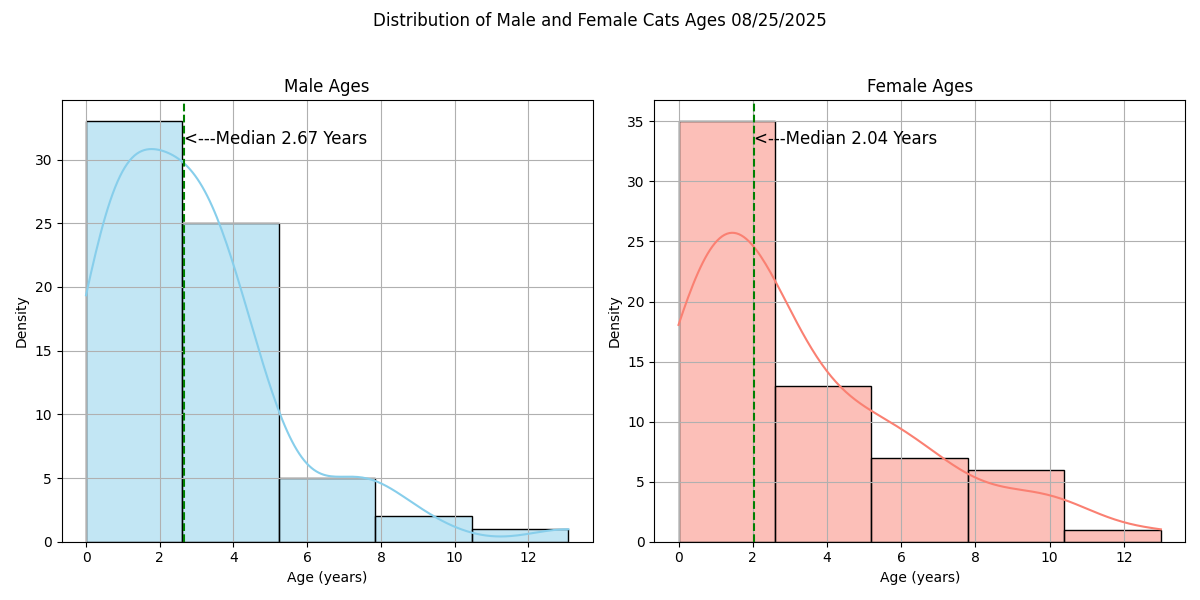 Distribution of Male and Female Cats Ages 08/25/2025
Male Ages
<---Median 2.67 Years
Density
30
25
20
15
10
5
0
0 2 4 6 8 10 12
Age (years)
Female Ages
<---Median 2.04 Years
Density
35
30
25
20
15
10
5
0
0 2 4 6 8 10 12
Age (years)